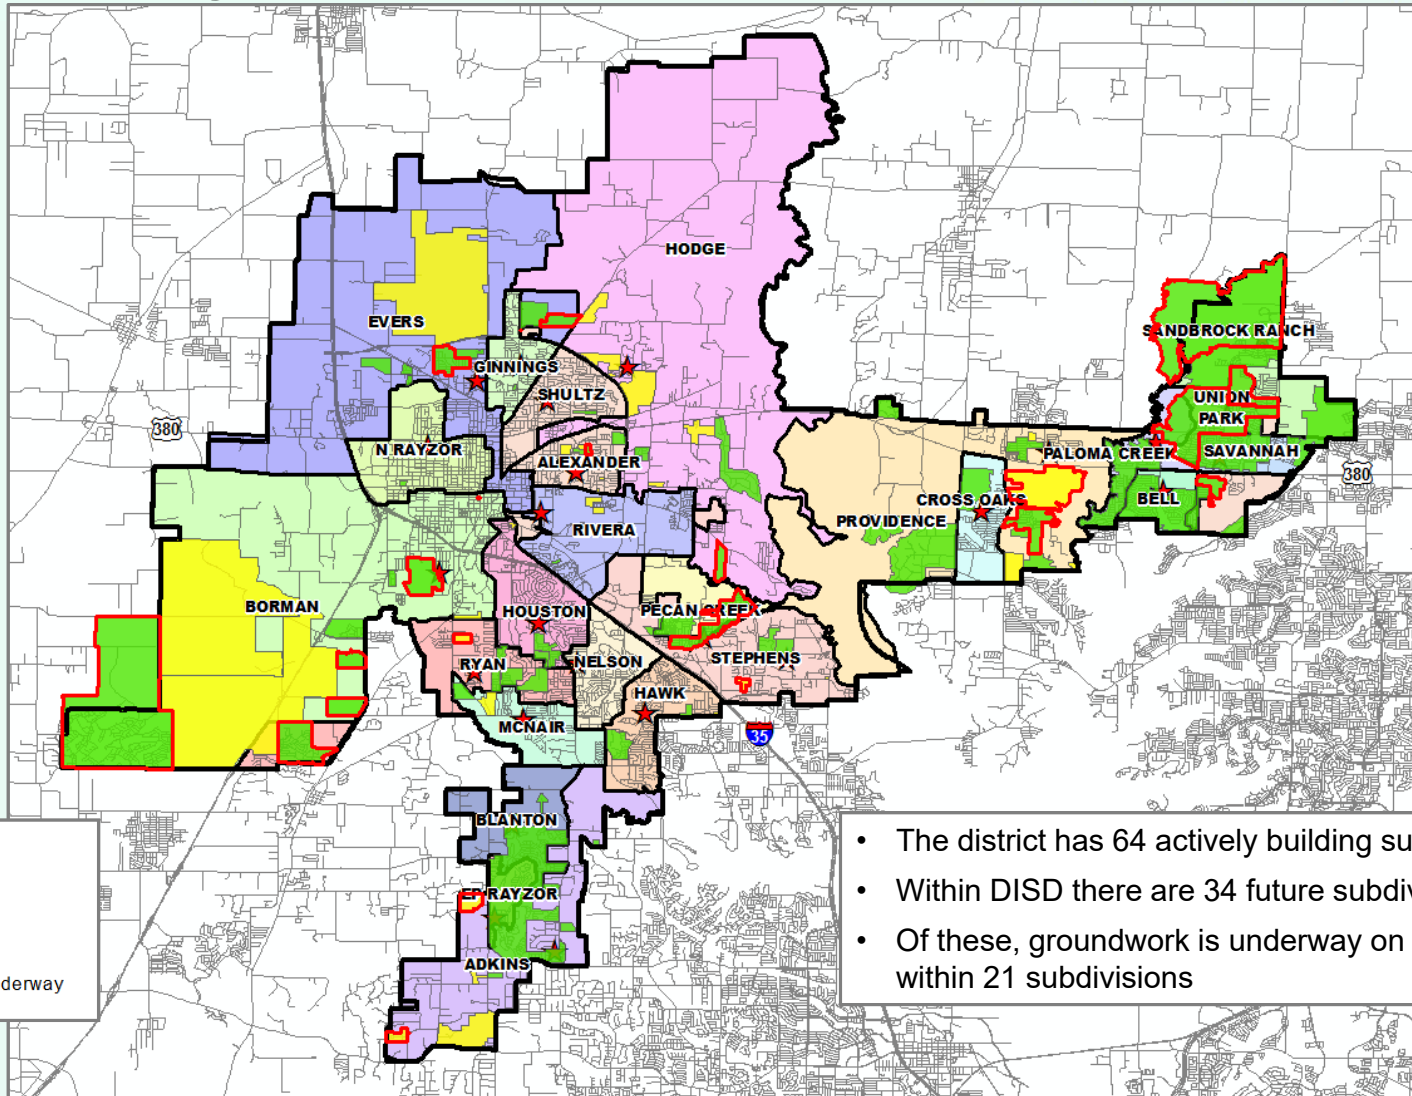 HODGE
EVERS
SANDBROCK RANCH
GINNINGS
SHULTZ
UNION
PARK
380
N RAYZOR
ALEXANDER
PALOMA CREEK
SAVANNAH
380
CROSS OAKS
BELL
PROVIDENCE
RIVERA
BORMAN
HOUSTON
PECAN CREEK
RYAN
NELSON
STEPHENS
HAWK
MCNAIR
35
BLANTON
EP RAYZOR
ADKINS
derway
• The district has 64 actively building su
• Within DISD there are 34 future subdiv
• Of these, groundwork is underway on
within 21 subdivisions